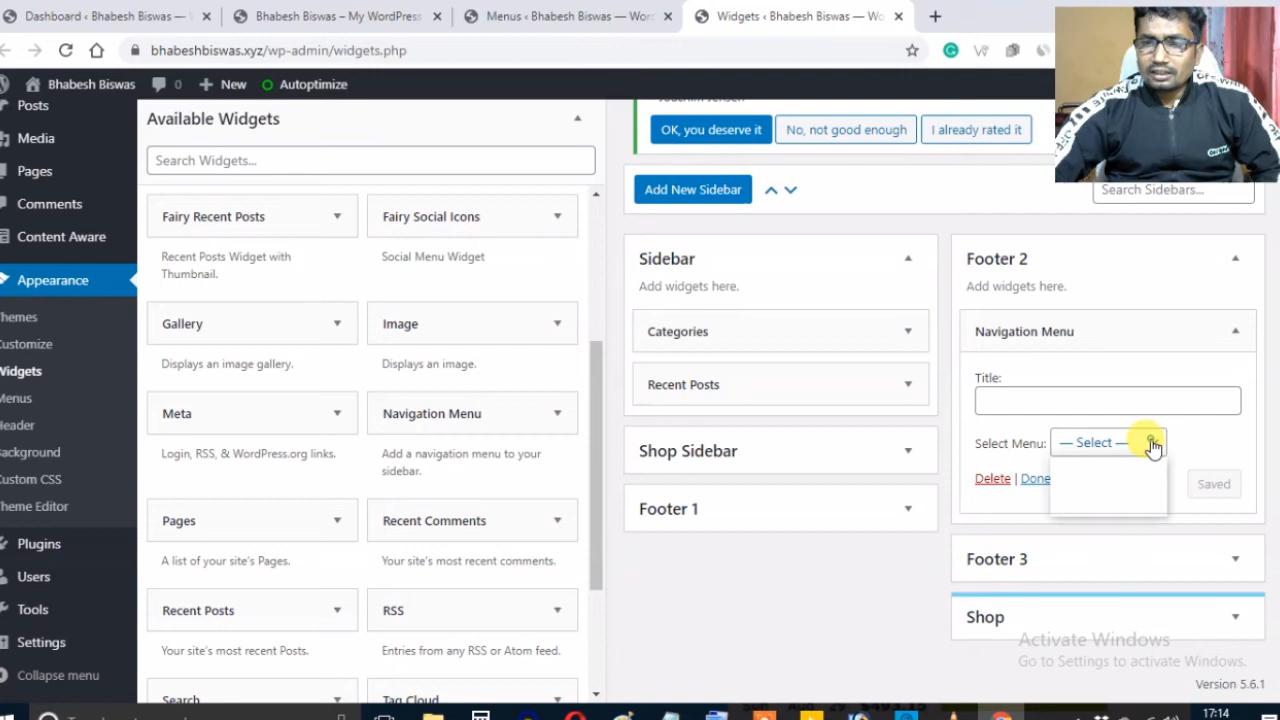 Dashboard ‹ Bhabesh Biswas —
Bhabesh Biswas – My WordPress
Menus ‹ Bhabesh Biswas — Wor
Widgets ‹ Bhabesh Biswas — Wo
bhabeshbiswas.xyz/wp-admin/widgets.php
Bhabesh Biswas
0
New
Autoptimize
Posts
Media
Pages
Comments
Content Aware
Appearance
Themes
Customize
Widgets
Menus
Header
Background
Custom CSS
Theme Editor
Plugins
Users
Tools
Settings
Collapse menu
Available Widgets
Search Widgets...
Fairy Recent Posts
Fairy Social Icons
Recent Posts Widget with
Thumbnail.
Social Menu Widget
Gallery
Image
Displays an image gallery.
Displays an image.
Meta
Navigation Menu
Login, RSS, & WordPress.org links.
Add a navigation menu to your
sidebar.
Pages
Recent Comments
A list of your site's Pages.
Your site's most recent comments.
Recent Posts
RSS
Your site's most recent Posts.
Entries from any RSS or Atom feed.
Search
Tag Cloud
OK, you deserve it
No, not good enough
I already rated it
Add New Sidebar
Search Sidebars...
Sidebar
Add widgets here.
Categories
Recent Posts
Shop Sidebar
Footer 1
Footer 2
Add widgets here.
Navigation Menu
Title:
Select Menu:
— Select —
Delete | Done
Saved
Footer 3
Shop
Activate Windows
Go to Settings to activate Windows.
Version 5.6.1
17:14